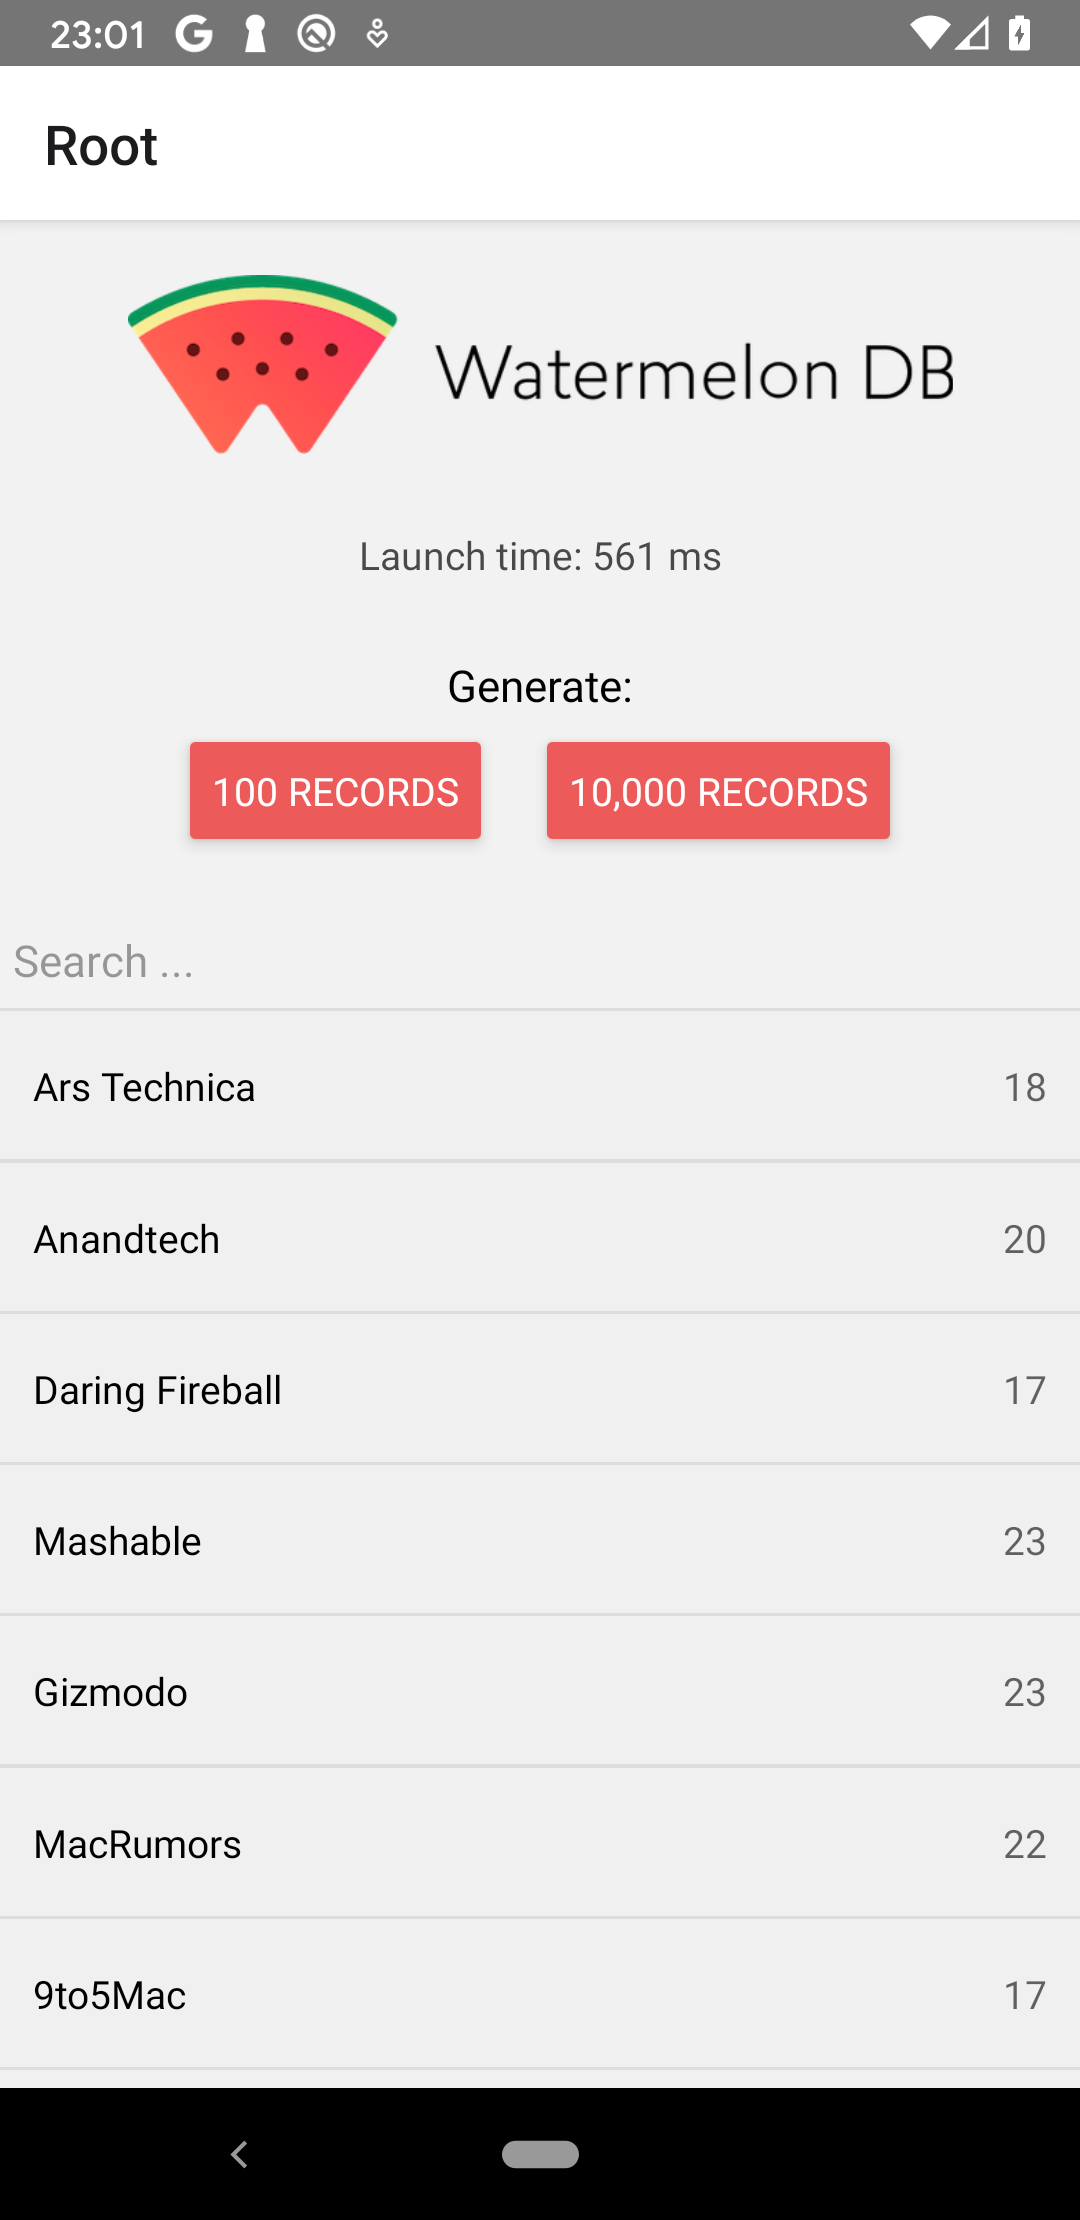 23:01
Root
Watermelon DB
Launch time: 561 ms
Generate:
100 RECORDS 10,000 RECORDS
Search ...
Ars Technica 18
Anandtech 20
Daring Fireball 17
Mashable 23
Gizmodo 23
MacRumors 22
9to5Mac 17